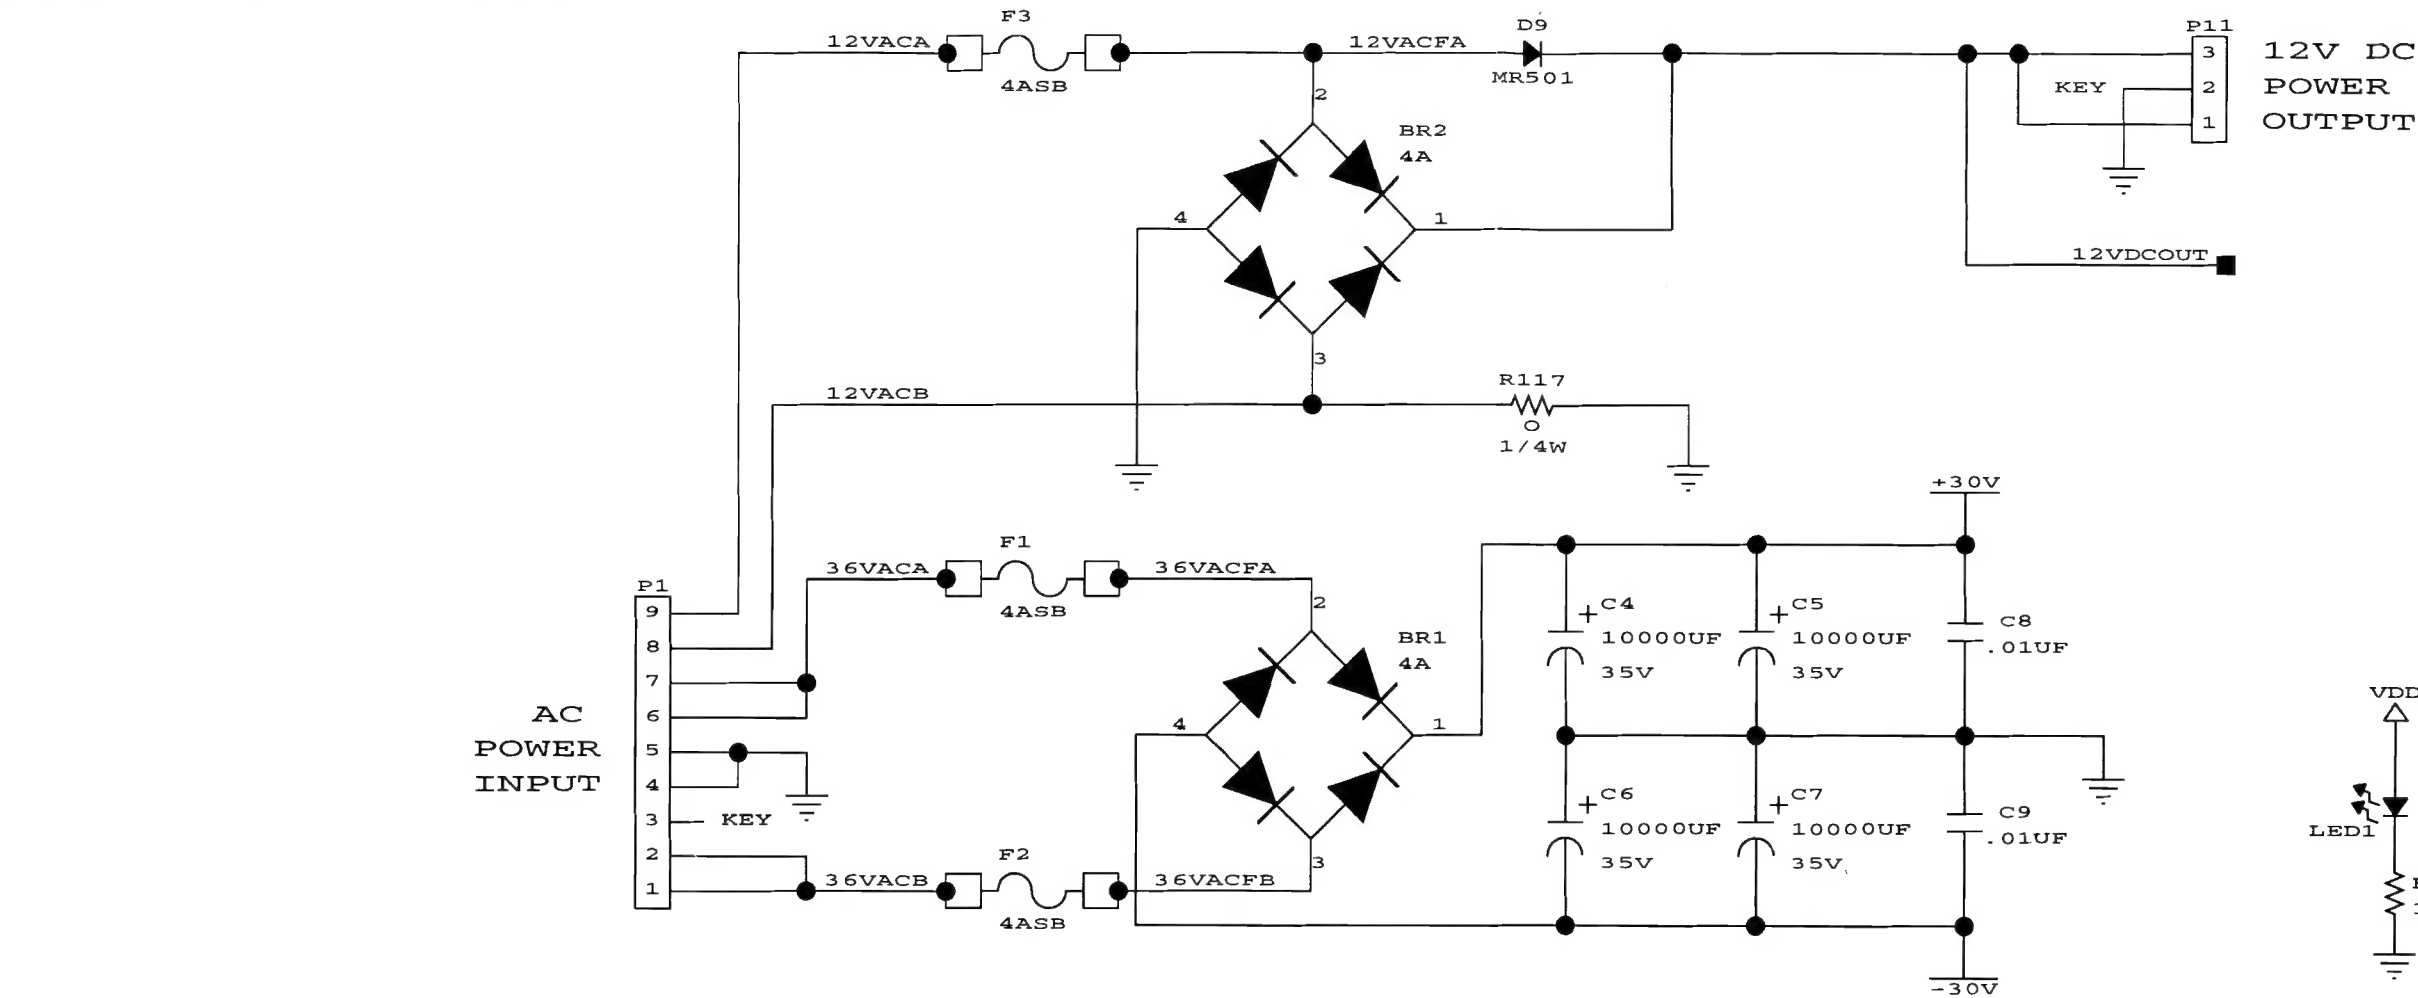 F3
12VACA
4ASB
12VACFA
D9
MR501
P11
3
2
1
KEY
12V DC
POWER
OUTPUT
2
BR2
4A
4
1
3
12VDCOUT
12VACB
R117
0
1/4W
+30V
F1
36VACA
4ASB
36VACFA
2
BR1
4A
4
1
3
P1
9
8
7
6
5
4
3
2
1
KEY
AC
POWER
INPUT
36VACB
F2
4ASB
36VACFB
C4
10000UF
35V
C5
10000UF
35V
C8
.01UF
C6
10000UF
35V
C7
10000UF
35V
C9
.01UF
-30V
VDD
LED1